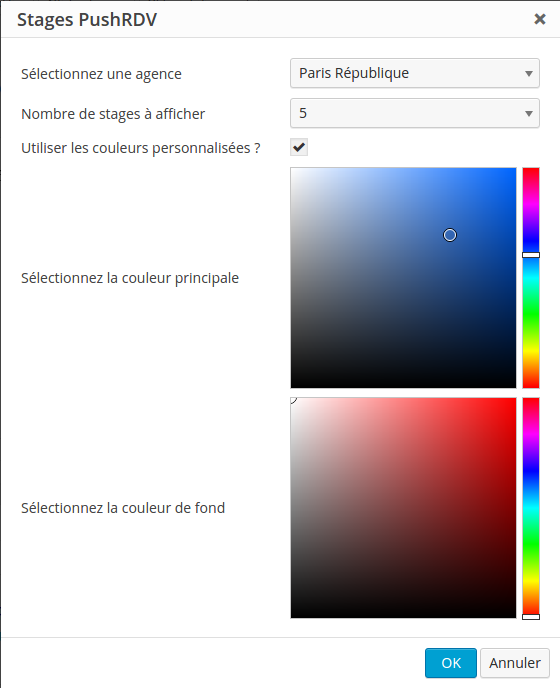 Stages PushRDV
Sélectionnez une agence
Paris République
Nombre de stages à afficher
5
Utiliser les couleurs personnalisées ?
Sélectionnez la couleur principale
Sélectionnez la couleur de fond
OK
Annuler